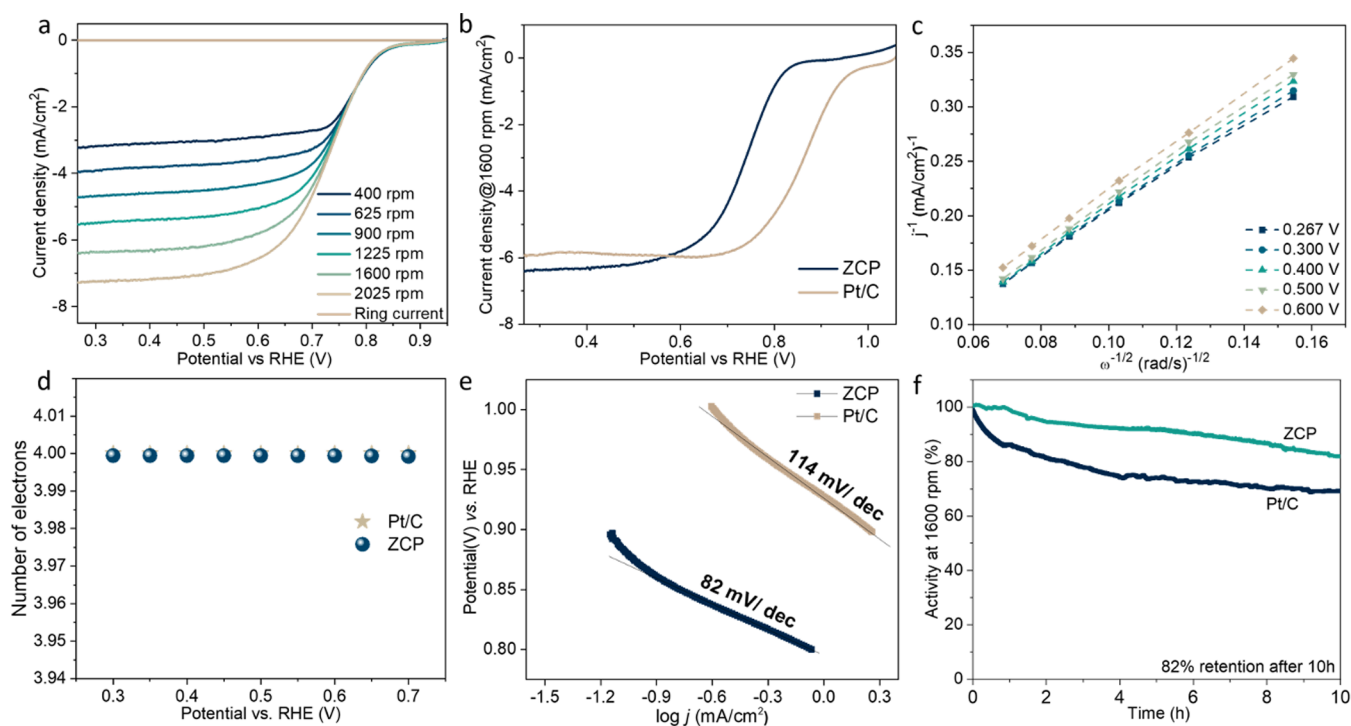 a
Current density (mA/cm²)
0
-2
-4
-6
-8
0.3 0.4 0.5 0.6 0.7 0.8 0.9
Potential vs RHE (V)
400 rpm
625 rpm
900 rpm
1225 rpm
1600 rpm
2025 rpm
Ring current
b
Current density@1600 rpm (mA/cm²)
0
-2
-4
-6
-8
0.4 0.6 0.8 1.0
Potential vs RHE (V)
ZCP
Pt/C
c
j⁻¹ (mA/cm²)⁻¹
0.35
0.30
0.25
0.20
0.15
0.10
0.06 0.08 0.10 0.12 0.14 0.16
ω⁻¹/² (rad/s)⁻¹/²
0.267 V
0.300 V
0.400 V
0.500 V
0.600 V
d
Number of electrons
4.01
4.00
3.99
3.98
3.97
3.96
3.95
3.94
0.3 0.4 0.5 0.6 0.7
Potential vs. RHE (V)
Pt/C
ZCP
e
Potential(V) vs. RHE
1.00
0.95
0.90
0.85
0.80
-1.5 -1.2 -0.9 -0.6 -0.3 0.0 0.3
log j (mA/cm²)
ZCP
Pt/C
114 mV/ dec
82 mV/ dec
f
Activity at 1600 rpm (%)
100
80
60
40
20
0
0 2 4 6 8 10
Time (h)
ZCP
Pt/C
82% retention after 10h